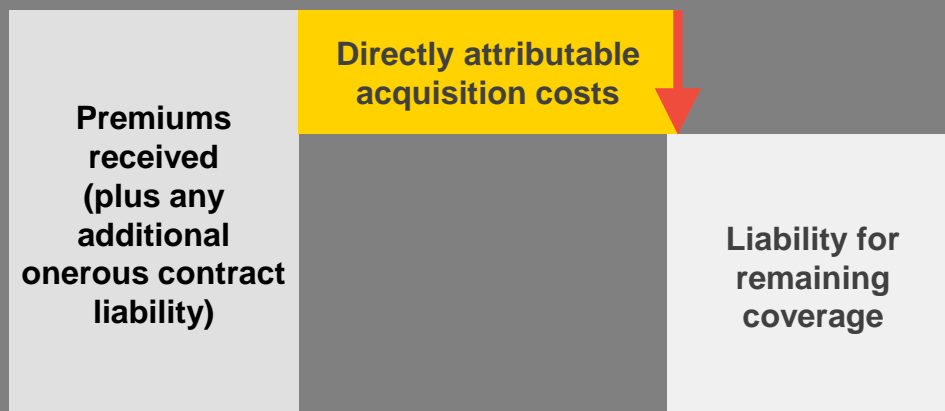 Premiums
received
(plus any
additional
onerous contract
liability)
Directly attributable
acquisition costs
Liability for
remaining
coverage